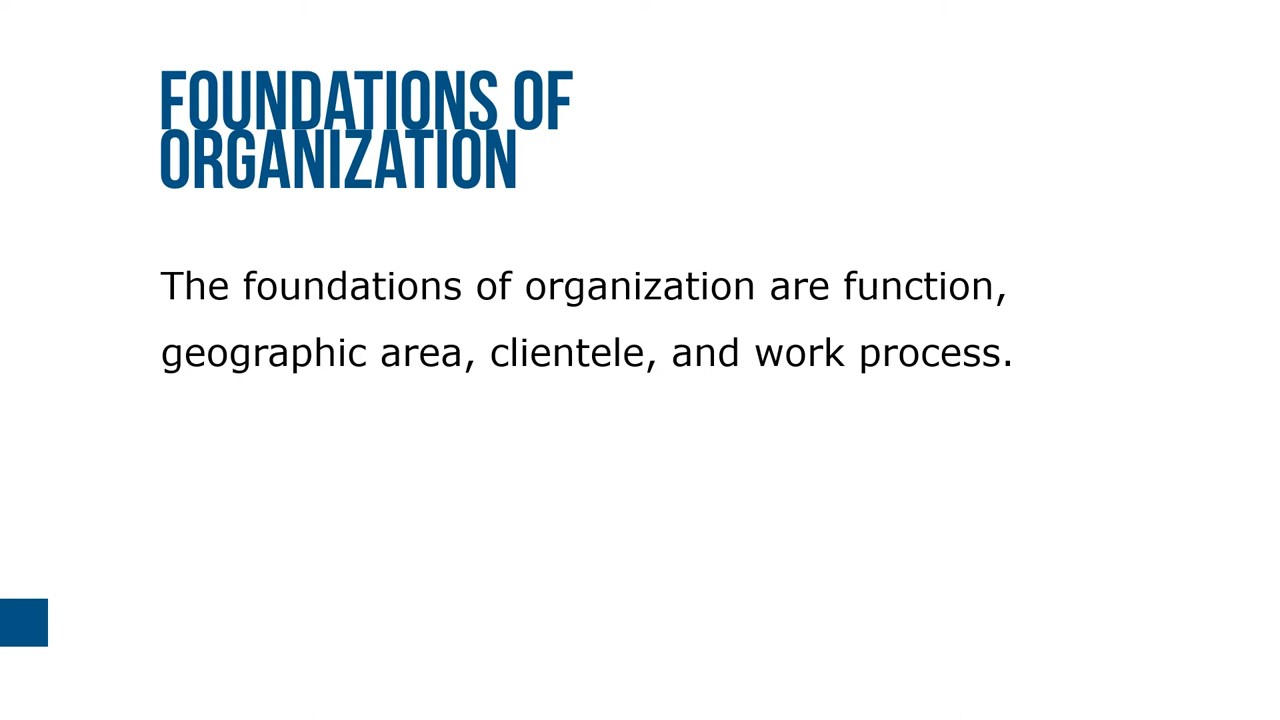 FOUNDATIONS OF
ORGANIZATION
The foundations of organization are function,
geographic area, clientele, and work process.